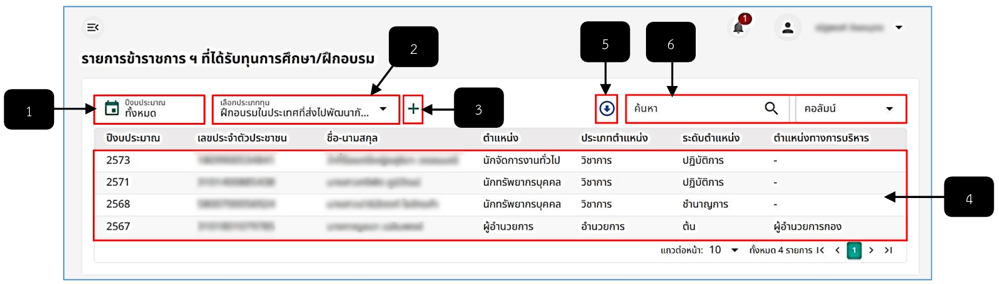 1
2
5
6
รายการข้าราชการ ฯ ที่ได้รับทุนการศึกษา/ฝึกอบรม
1
ปีงบประมาณ
ทั้งหมด
เลือกประเภททุน
ฝึกอบรมในประเทศที่ส่งไปพัฒนากั...
3
ค้นหา
คอลัมน์
ปีงบประมาณ เลขประจำตัวประชาชน ชื่อ-นามสกุล ตำแหน่ง ประเภทตำแหน่ง ระดับตำแหน่ง ตำแหน่งทางการบริหาร
2573 นักจัดการงานทั่วไป วิชาการ ปฏิบัติการ -
2571 นักทรัพยากรบุคคล วิชาการ ปฏิบัติการ -
2568 นักทรัพยากรบุคคล วิชาการ ชำนาญการ -
4
2567 ผู้อำนวยการ อำนวยการ ต้น ผู้อำนวยการกอง
แถวต่อหน้า: 10 ทั้งหมด 4 รายการ 1